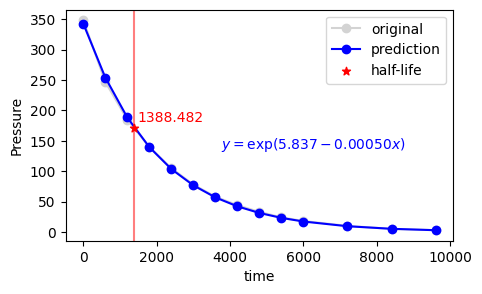 350
300
250
200
150
100
50
0
Pressure
original
prediction
half-life
1388.482
y = exp(5.837 − 0.00050x)
0 2000 4000 6000 8000 10000
time